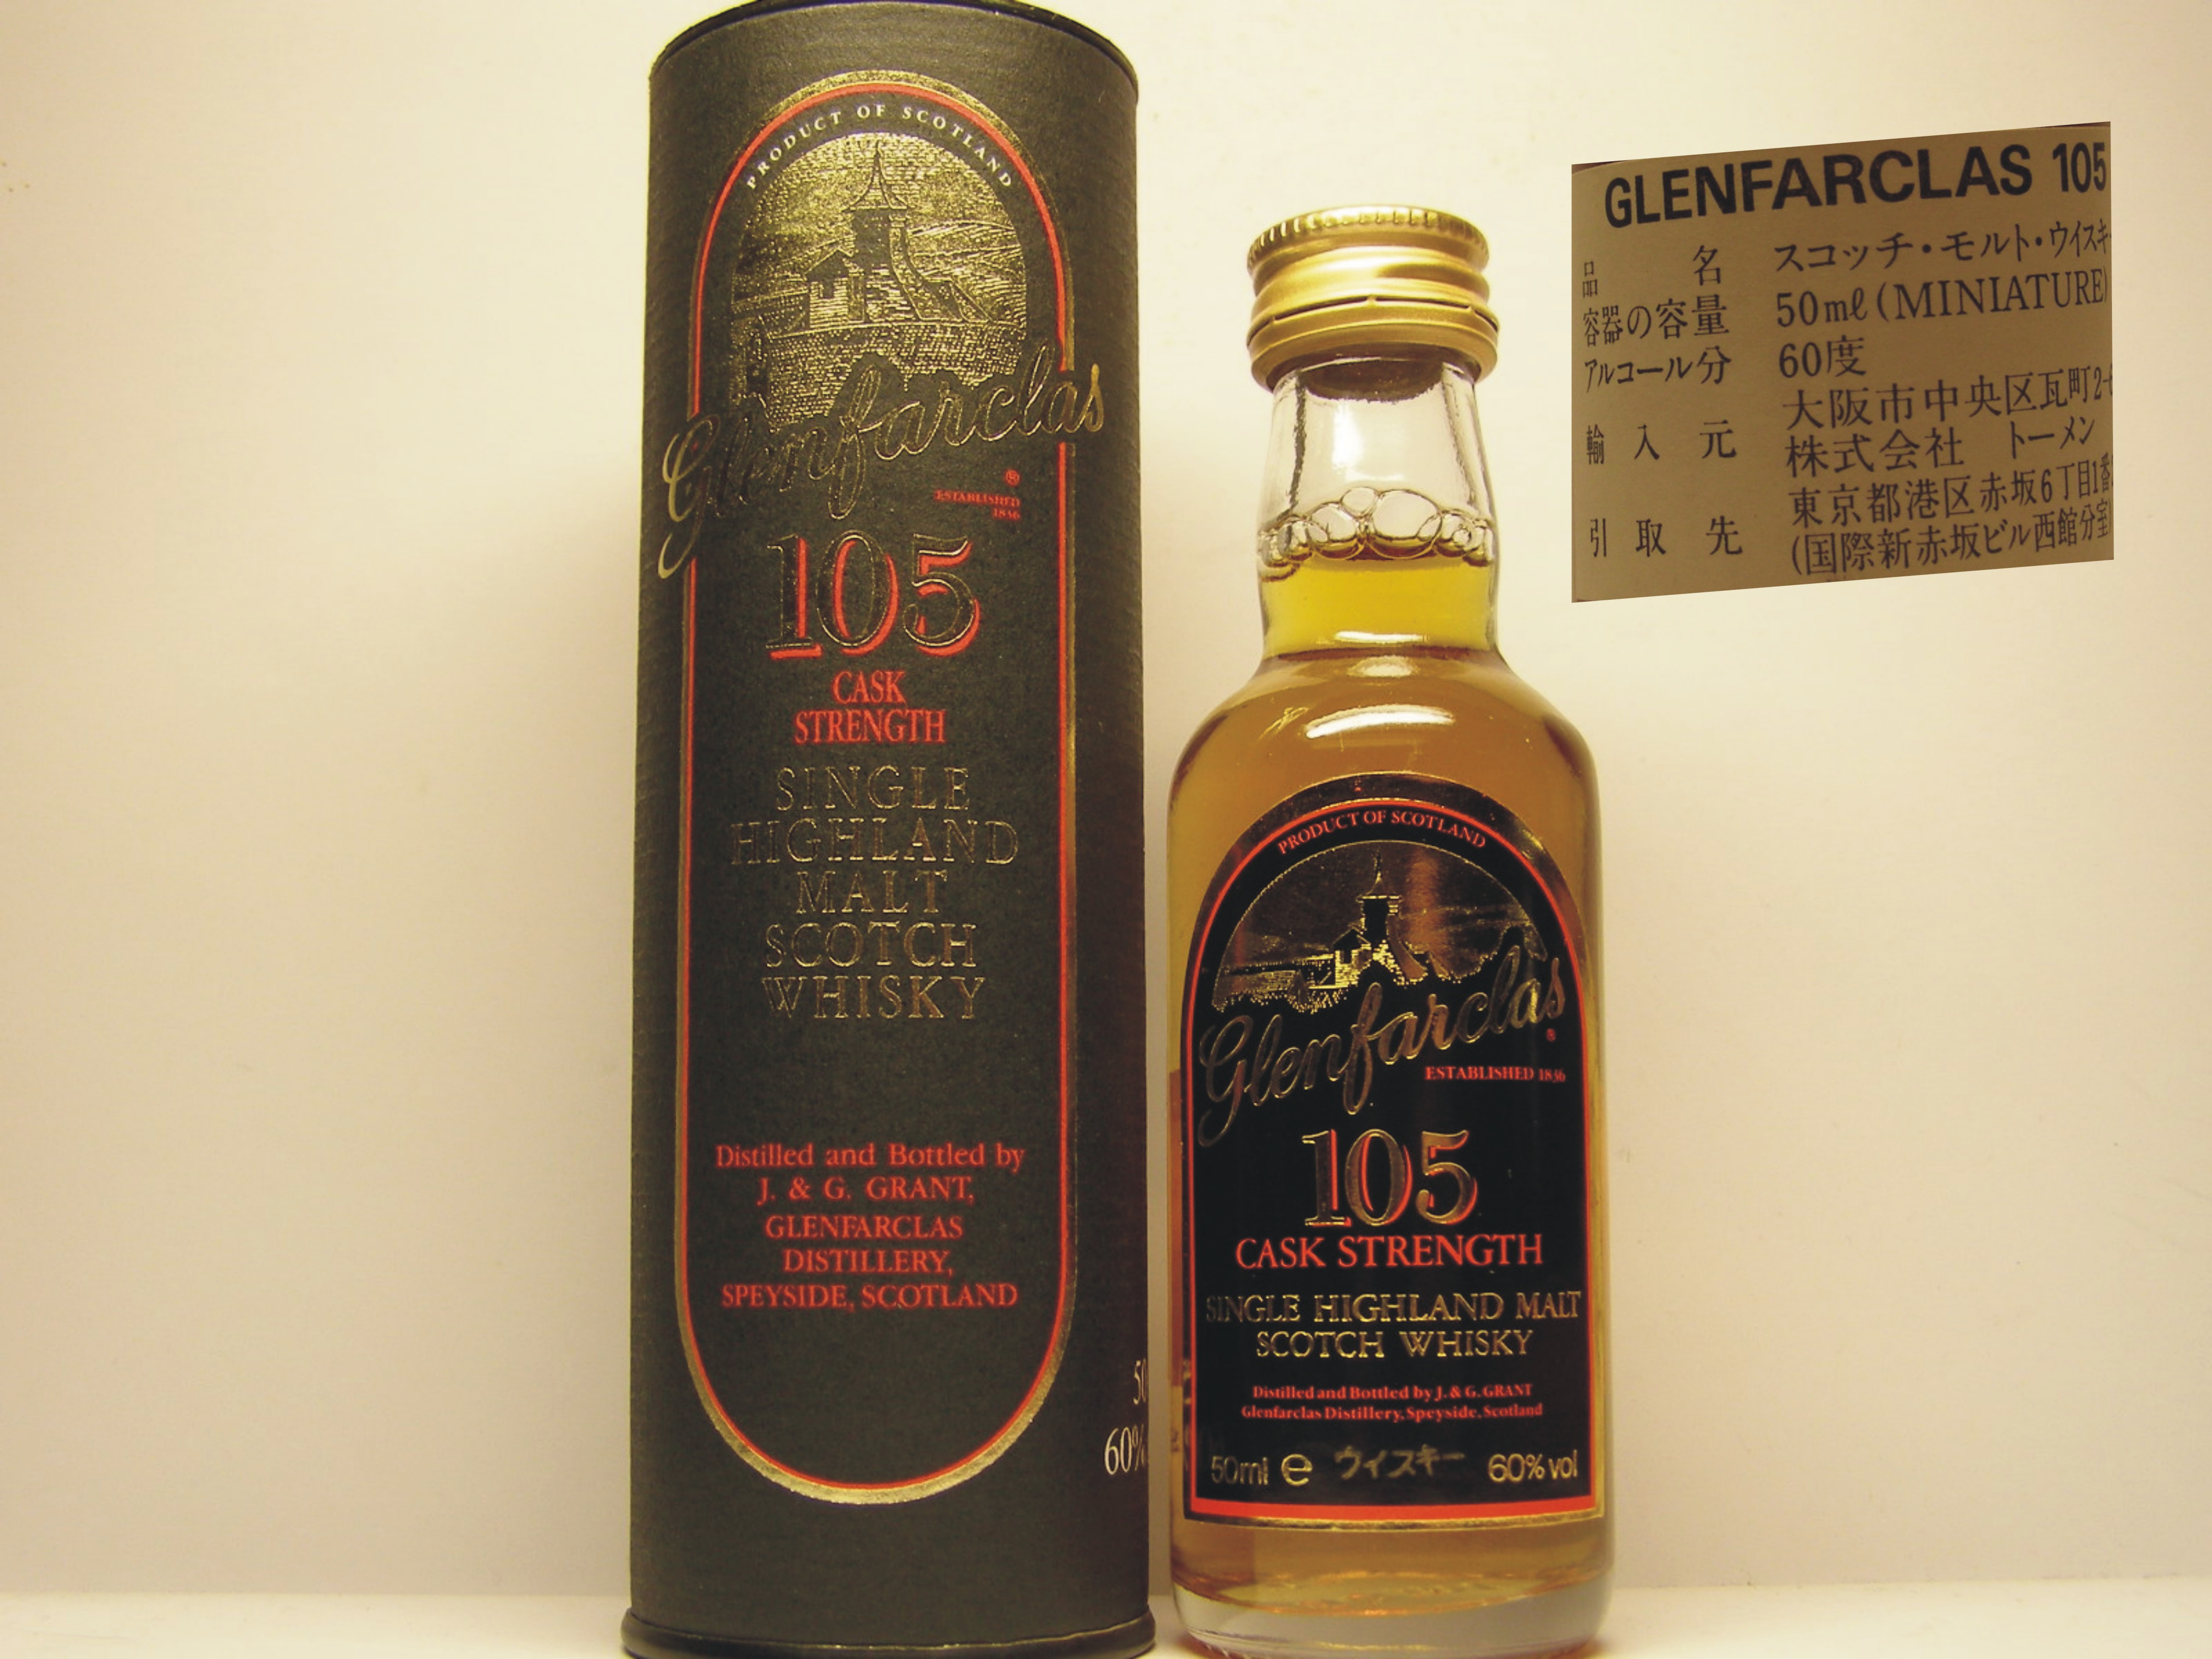 PRODUCT OF SCOTLAND
Glenfarclas
®
ESTABLISHED
1836
105
CASK
STRENGTH
SINGLE
HIGHLAND
MALT
SCOTCH
WHISKY
Distilled and Bottled by
J. & G. GRANT,
GLENFARCLAS
DISTILLERY,
SPEYSIDE, SCOTLAND
50
60%
PRODUCT OF SCOTLAND
Glenfarclas
®
ESTABLISHED 1836
105
CASK STRENGTH
SINGLE HIGHLAND MALT
SCOTCH WHISKY
Distilled and Bottled by J. & G. GRANT
Glenfarclas Distillery, Speyside, Scotland
50ml e ウイスキー 60% vol
GLENFARCLAS 105
品名 スコッチ・モルト・ウイスキー
容器の容量 50mℓ (MINIATURE)
アルコール分 60度
輸入元 大阪市中央区瓦町2-6
株式会社 トーメン
引取先 東京都港区赤坂6丁目1番
(国際新赤坂ビル西館分室